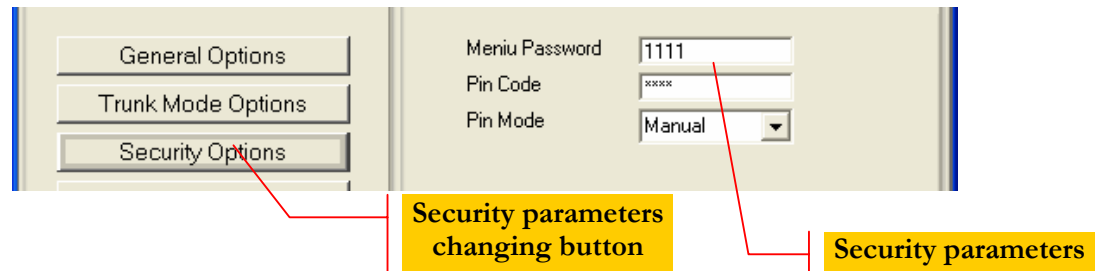 General Options
Trunk Mode Options
Security Options
Meniu Password 1111
Pin Code ××××
Pin Mode Manual
Security parameters
changing button
Security parameters